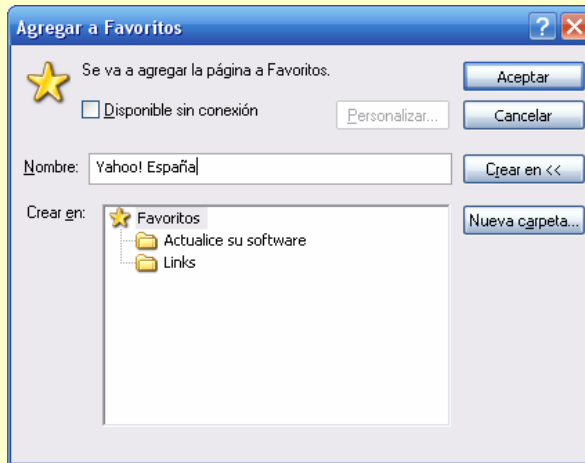 Agregar a Favoritos
Se va a agregar la página a Favoritos.
Aceptar
Disponible sin conexión
Personalizar...
Cancelar
Nombre:
Yahoo! España
Crear en <<
Crear en:
Favoritos
Nueva carpeta...
Actualice su software
Links